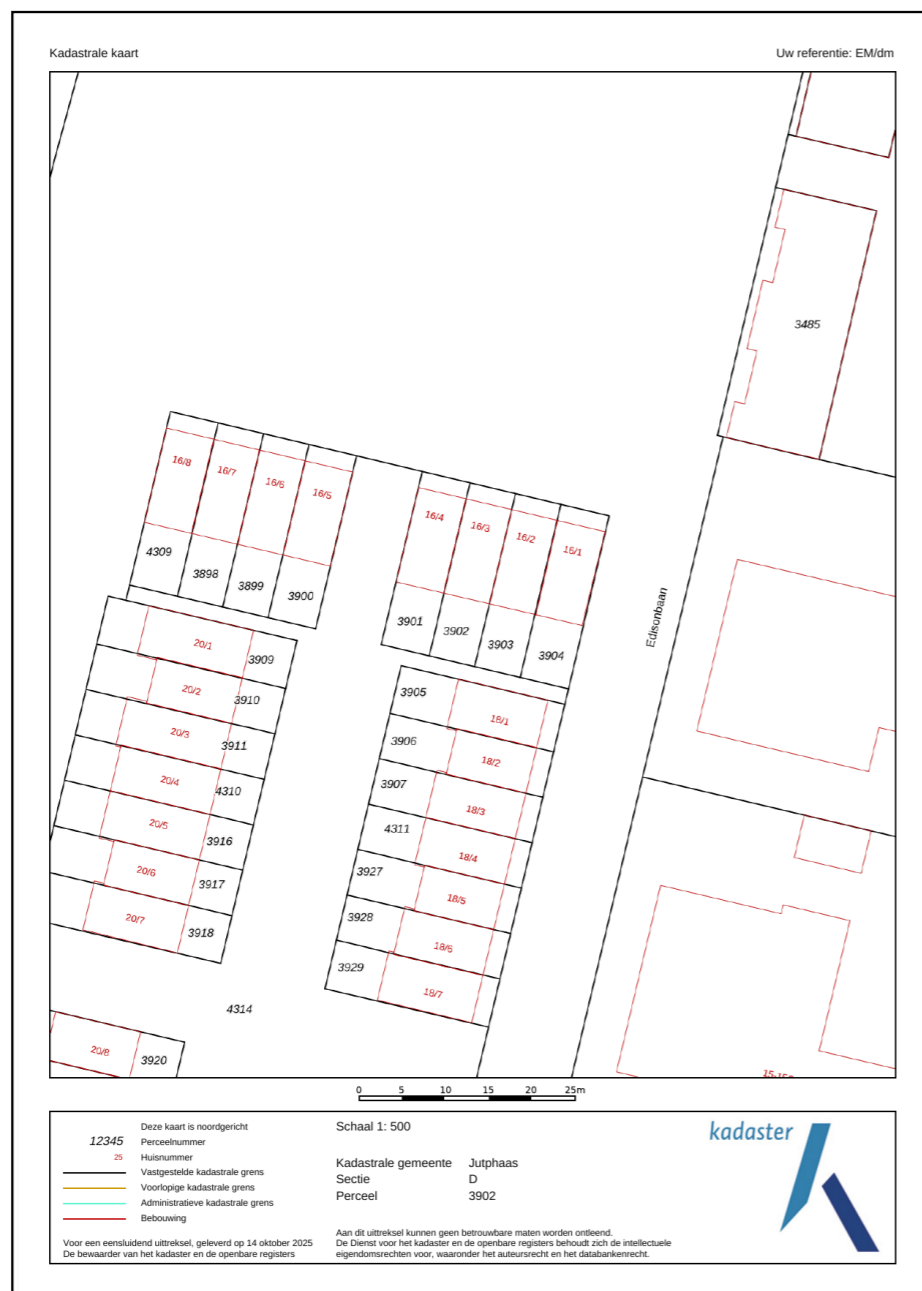 Kadastrale kaart
Uw referentie: EM/dm
3485
16/8
16/7
16/6
16/5
16/4
16/3
16/2
16/1
4309
3898
3899
3900
3901
3902
3903
3904
Edisonbaan
20/1
3909
20/2
3910
20/3
3911
20/4
4310
20/5
3916
20/6
3917
20/7
3918
3905
18/1
3906
18/2
3907
18/3
4311
18/4
3927
18/5
3928
18/6
3929
18/7
4314
20/8
3920
0 5 10 15 20 25m
Deze kaart is noordgericht
12345 Perceelnummer
25 Huisnummer
Vastgestelde kadastrale grens
Voorlopige kadastrale grens
Administratieve kadastrale grens
Bebouwing
Voor een eensluidend uittreksel, geleverd op 14 oktober 2025
De bewaarder van het kadaster en de openbare registers
Schaal 1: 500
Kadastrale gemeente Jutphaas
Sectie D
Perceel 3902
Aan dit uittreksel kunnen geen betrouwbare maten worden ontleend.
De Dienst voor het kadaster en de openbare registers behoudt zich de intellectuele
eigendomsrechten voor, waaronder het auteursrecht en het databankenrecht.
kadaster